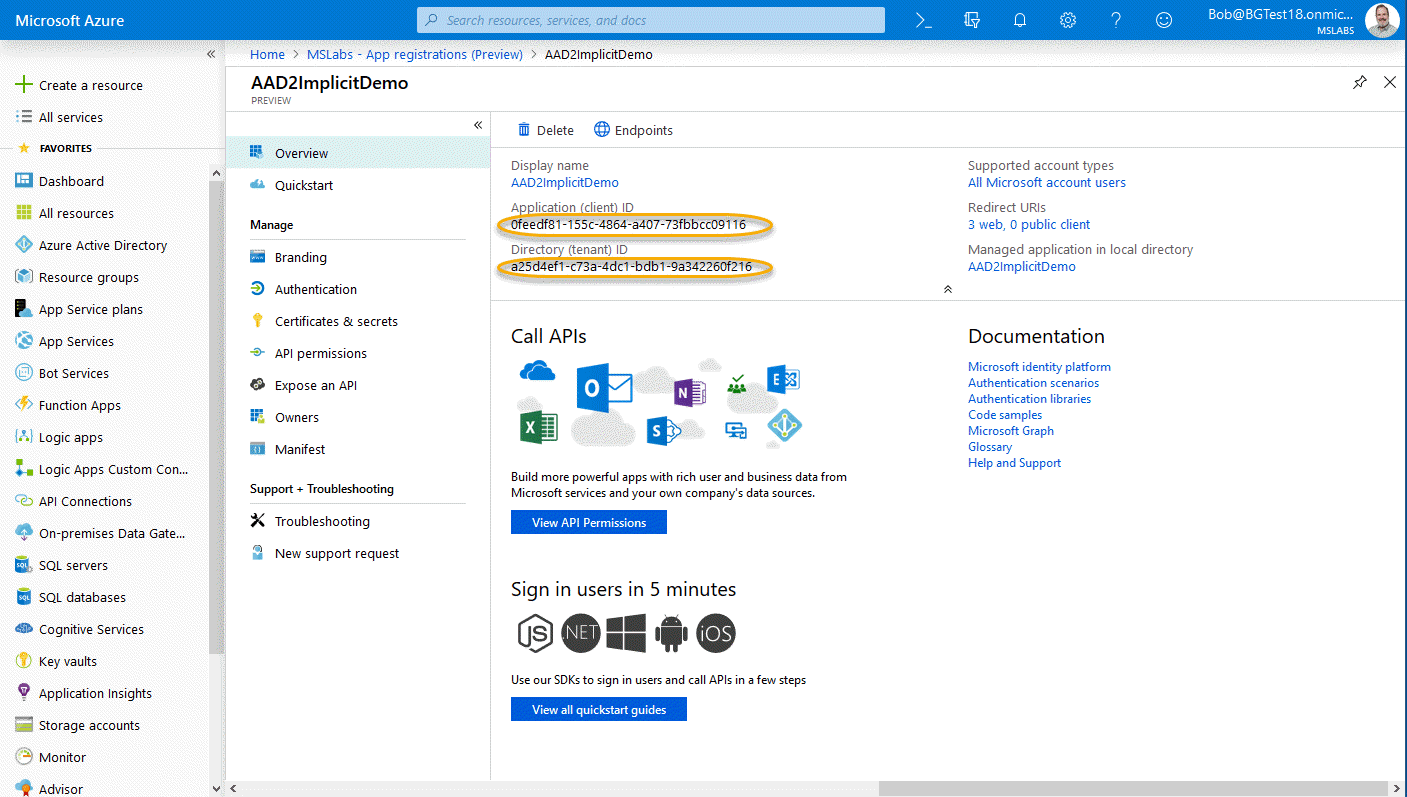 Microsoft Azure
Search resources, services, and docs
Bob@BGTest18.onmic...
MSLABS
Home > MSLabs - App registrations (Preview) > AAD2ImplicitDemo
Create a resource
All services
FAVORITES
Dashboard
All resources
Azure Active Directory
Resource groups
App Service plans
App Services
Bot Services
Function Apps
Logic apps
Logic Apps Custom Con...
API Connections
On-premises Data Gate...
SQL servers
SQL databases
Cognitive Services
Key vaults
Application Insights
Storage accounts
Monitor
Advisor
AAD2ImplicitDemo
PREVIEW
Overview
Quickstart
Manage
Branding
Authentication
Certificates & secrets
API permissions
Expose an API
Owners
Manifest
Support + Troubleshooting
Troubleshooting
New support request
Delete
Endpoints
Display name
AAD2ImplicitDemo
Application (client) ID
0feedf81-155c-4864-a407-73fbbcc09116
Directory (tenant) ID
a25d4ef1-c73a-4dc1-bdb1-9a342260f216
Supported account types
All Microsoft account users
Redirect URIs
3 web, 0 public client
Managed application in local directory
AAD2ImplicitDemo
Call APIs
Build more powerful apps with rich user and business data from
Microsoft services and your own company's data sources.
View API Permissions
Sign in users in 5 minutes
JS
.NET
iOS
Use our SDKs to sign in users and call APIs in a few steps
View all quickstart guides
Documentation
Microsoft identity platform
Authentication scenarios
Authentication libraries
Code samples
Microsoft Graph
Glossary
Help and Support